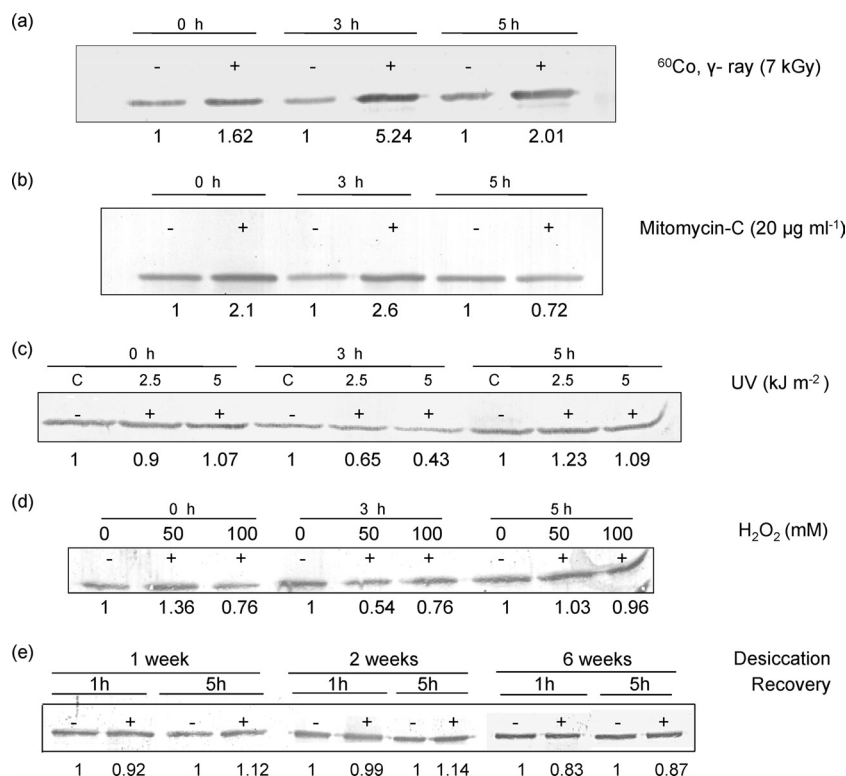 (a)
0 h 3 h 5 h
- + - + - + ⁶⁰Co, γ- ray (7 kGy)
1 1.62 1 5.24 1 2.01
(b)
0 h 3 h 5 h
- + - + - + Mitomycin-C (20 µg ml⁻¹)
1 2.1 1 2.6 1 0.72
(c)
0 h 3 h 5 h
C 2.5 5 C 2.5 5 C 2.5 5 UV (kJ m⁻²)
- + + - + + - + +
1 0.9 1.07 1 0.65 0.43 1 1.23 1.09
(d)
0 h 3 h 5 h
0 50 100 0 50 100 0 50 100 H₂O₂ (mM)
- + + - + + - + +
1 1.36 0.76 1 0.54 0.76 1 1.03 0.96
(e)
1 week 2 weeks 6 weeks Desiccation
1h 5h 1h 5h 1h 5h Recovery
- + - + - + - + - + - +
1 0.92 1 1.12 1 0.99 1 1.14 1 0.83 1 0.87